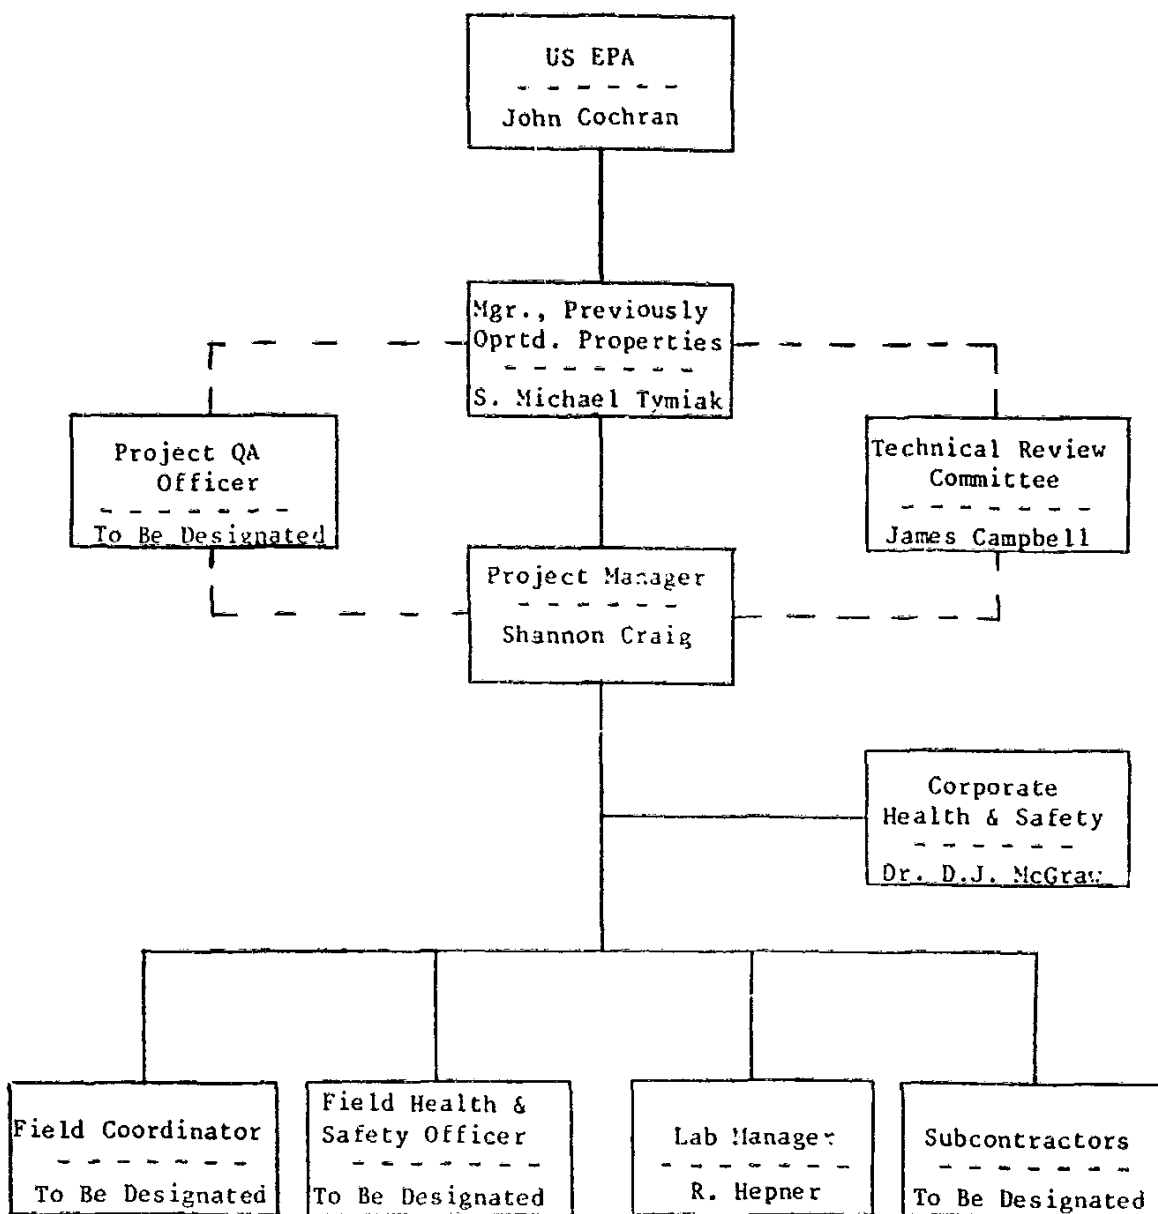 US EPA
John Cochran
Mgr., Previously
Oprtd. Properties
S. Michael Tymiak
Project QA
Officer
To Be Designated
Technical Review
Committee
James Campbell
Project Manager
Shannon Craig
Corporate
Health & Safety
Dr. D.J. McGraw
Field Coordinator
To Be Designated
Field Health &
Safety Officer
To Be Designated
Lab Manager
R. Hepner
Subcontractors
To Be Designated